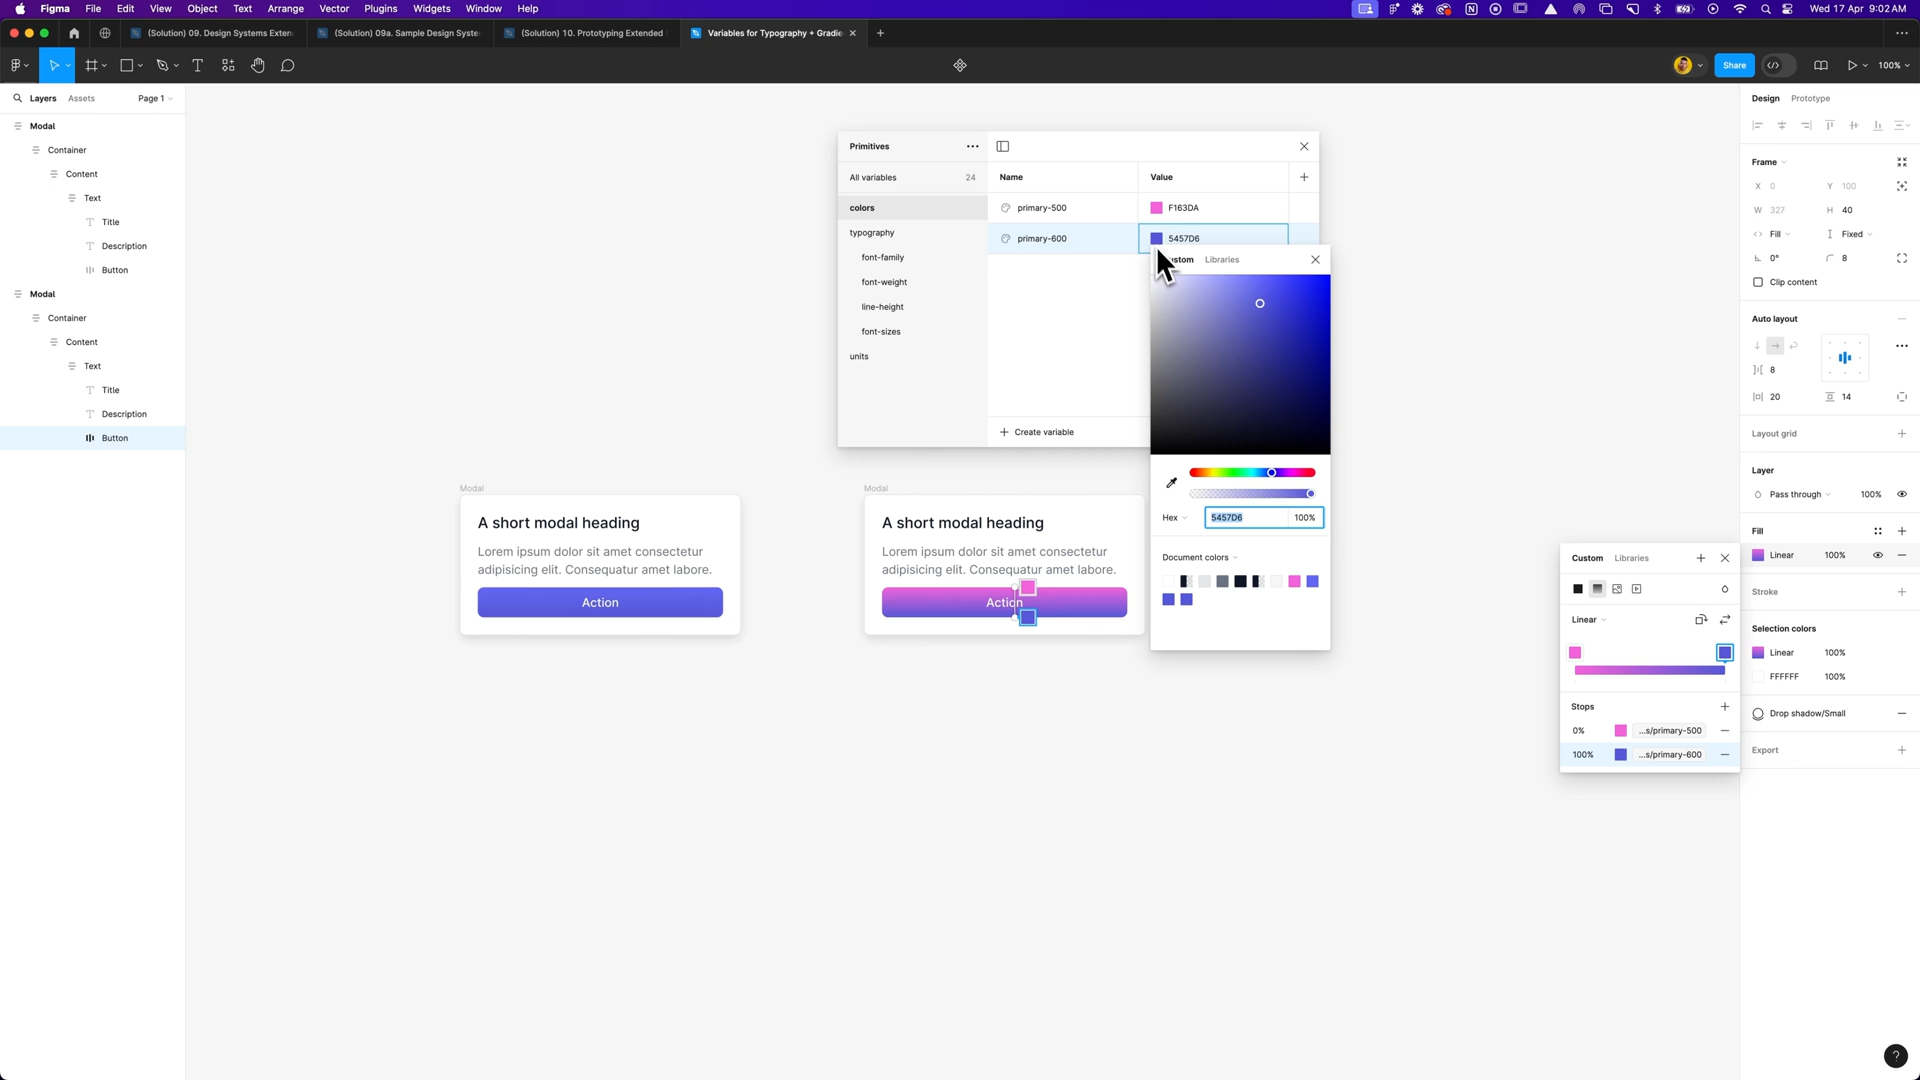 Figma File Edit View Object Text Arrange Vector Plugins Widgets Window Help
Wed 17 Apr 9:02 AM
(Solution) 09. Design Systems Exten
(Solution) 09a. Sample Design Syste
(Solution) 10. Prototyping Extended
Variables for Typography + Gradie
Share
100%
Layers Assets Page 1
Modal
Container
Content
Text
Title
Description
Button
Modal
Container
Content
Text
Title
Description
Button
Primitives
All variables 24
colors
typography
font-family
font-weight
line-height
font-sizes
units
Name Value
primary-500 F163DA
primary-600 5457D6
Create variable
Libraries
Hex 5457D6 100%
Document colors
Modal
A short modal heading
Lorem ipsum dolor sit amet consectetur
adipisicing elit. Consequatur amet labore.
Action
Modal
A short modal heading
Lorem ipsum dolor sit amet consectetur
adipisicing elit. Consequatur amet labore.
Action
Custom Libraries
Linear
Stops
0% ...s/primary-500
100% ...s/primary-600
Design Prototype
Frame
X 0 Y 100
W 327 H 40
Fill Fixed
0° 8
Clip content
Auto layout
8
20 14
Layout grid
Layer
Pass through 100%
Fill
Linear 100%
Stroke
Selection colors
Linear 100%
FFFFFF 100%
Drop shadow/Small
Export
?